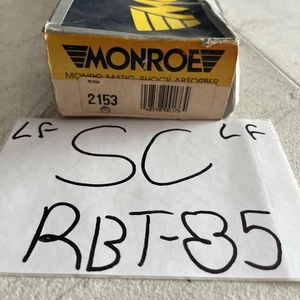 MONROE
MONRO-MATIC SHOCK ABSORBER
2153
"LF" SC "LF"
RBT-85